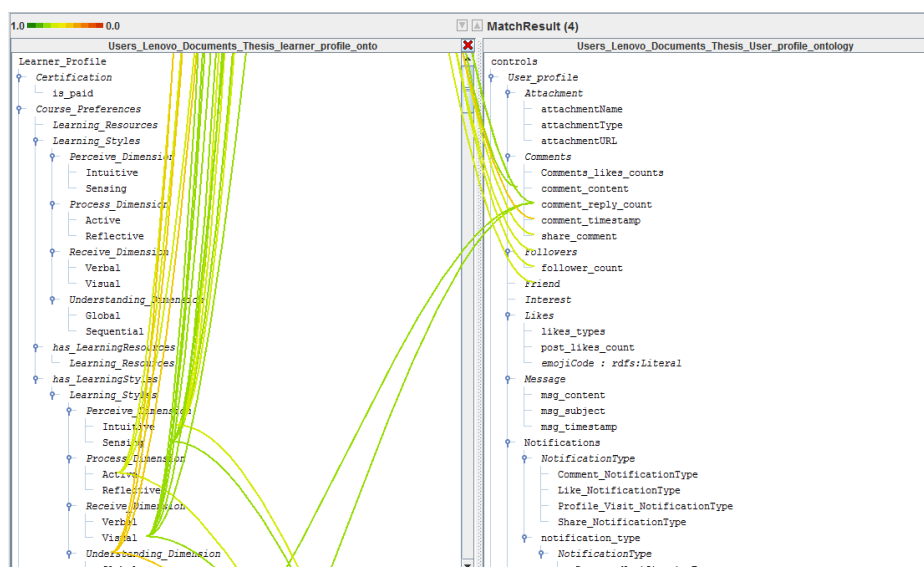 1.0 0.0 MatchResult (4)
Users_Lenovo_Documents_Thesis_learner_profile_onto
Learner_Profile
Certification
is_paid
Course_Preferences
Learning_Resources
Learning_Styles
Perceive_Dimension
Intuitive
Sensing
Process_Dimension
Active
Reflective
Receive_Dimension
Verbal
Visual
Understanding_Dimension
Global
Sequential
has_LearningResources
Learning_Resources
has_LearningStyles
Learning_Styles
Perceive_Dimension
Intuitive
Sensing
Process_Dimension
Active
Reflective
Receive_Dimension
Verbal
Visual
Understanding_Dimension
Users_Lenovo_Documents_Thesis_User_profile_ontology
controls
User_profile
Attachment
attachmentName
attachmentType
attachmentURL
Comments
Comments_likes_counts
comment_content
comment_reply_count
comment_timestamp
share_comment
Followers
follower_count
Friend
Interest
Likes
likes_types
post_likes_count
emojiCode : rdfs:Literal
Message
msg_content
msg_subject
msg_timestamp
Notifications
NotificationType
Comment_NotificationType
Like_NotificationType
Profile_Visit_NotificationType
Share_NotificationType
notification_type
NotificationType